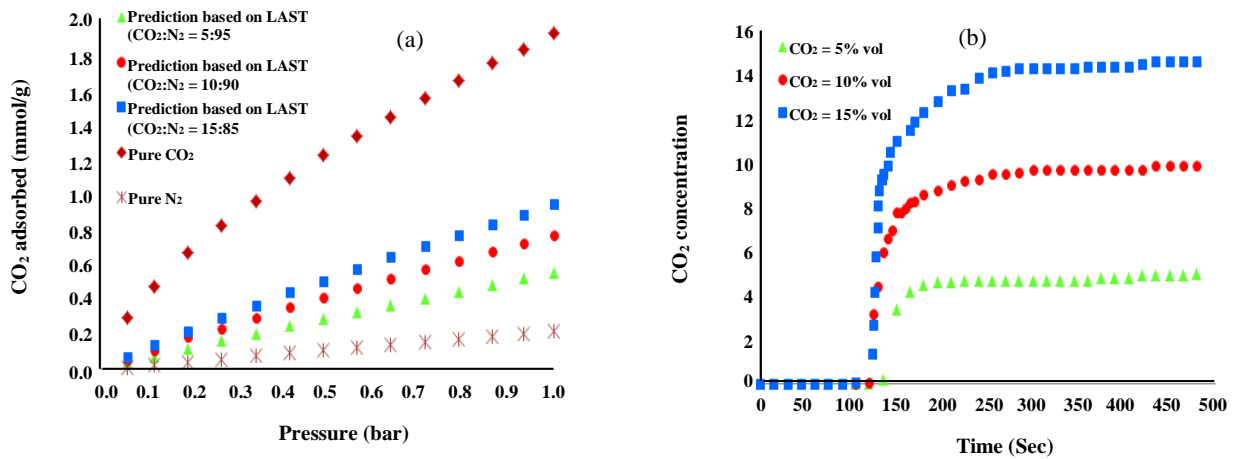 (a)
Prediction based on LAST
(CO₂:N₂ = 5:95
Prediction based on LAST
(CO₂:N₂ = 10:90
Prediction based on LAST
(CO₂:N₂ = 15:85
Pure CO₂
Pure N₂
CO₂ adsorbed (mmol/g)
2.0
1.8
1.6
1.4
1.2
1.0
0.8
0.6
0.4
0.2
0.0
0.0 0.1 0.2 0.3 0.4 0.5 0.6 0.7 0.8 0.9 1.0
Pressure (bar)
(b)
CO₂ = 5% vol
CO₂ = 10% vol
CO₂ = 15% vol
CO₂ concentration
16
14
12
10
8
6
4
2
0
0 50 100 150 200 250 300 350 400 450 500
Time (Sec)